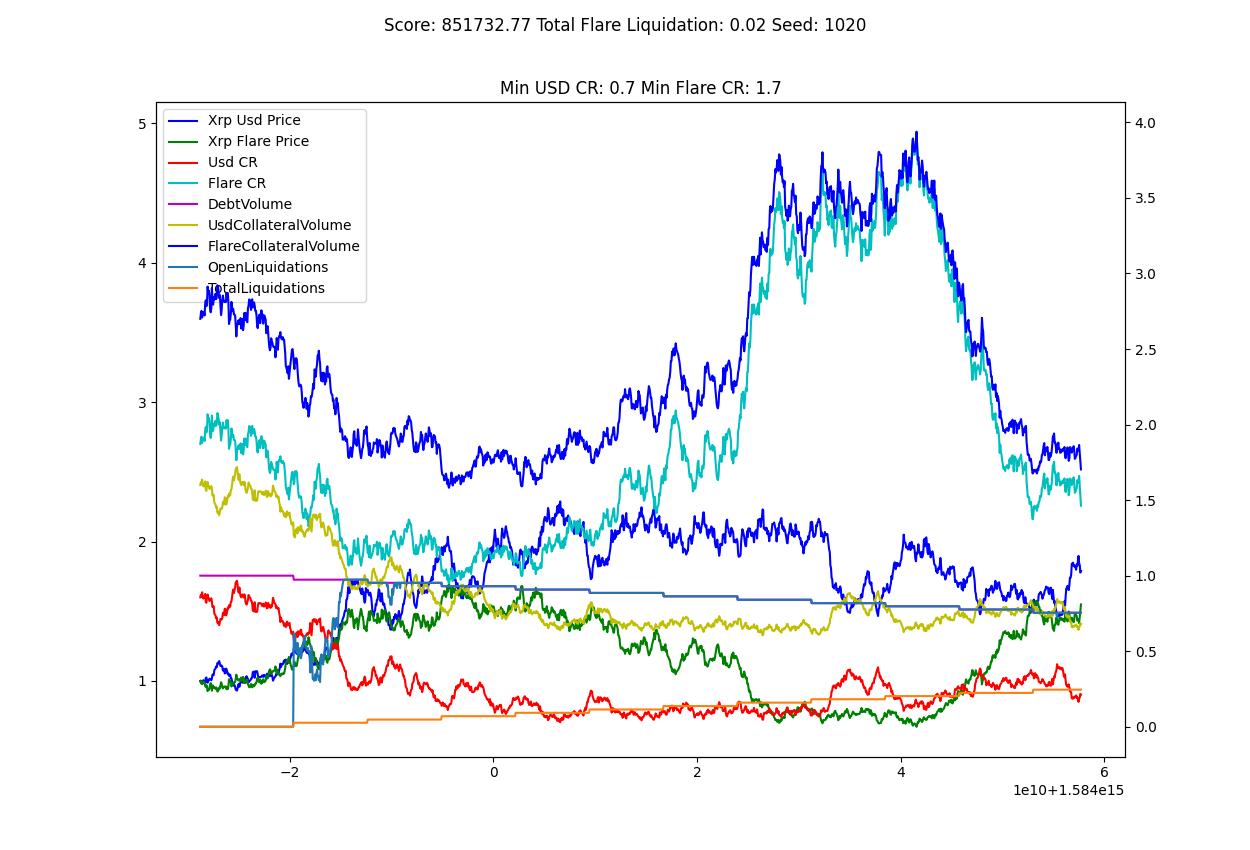 Score: 851732.77 Total Flare Liquidation: 0.02 Seed: 1020
Min USD CR: 0.7 Min Flare CR: 1.7
Xrp Usd Price
Xrp Flare Price
Usd CR
Flare CR
DebtVolume
UsdCollateralVolume
FlareCollateralVolume
OpenLiquidations
TotalLiquidations
5
4
3
2
1
4.0
3.5
3.0
2.5
2.0
1.5
1.0
0.5
0.0
−2 0 2 4 6
1e10+1.584e15